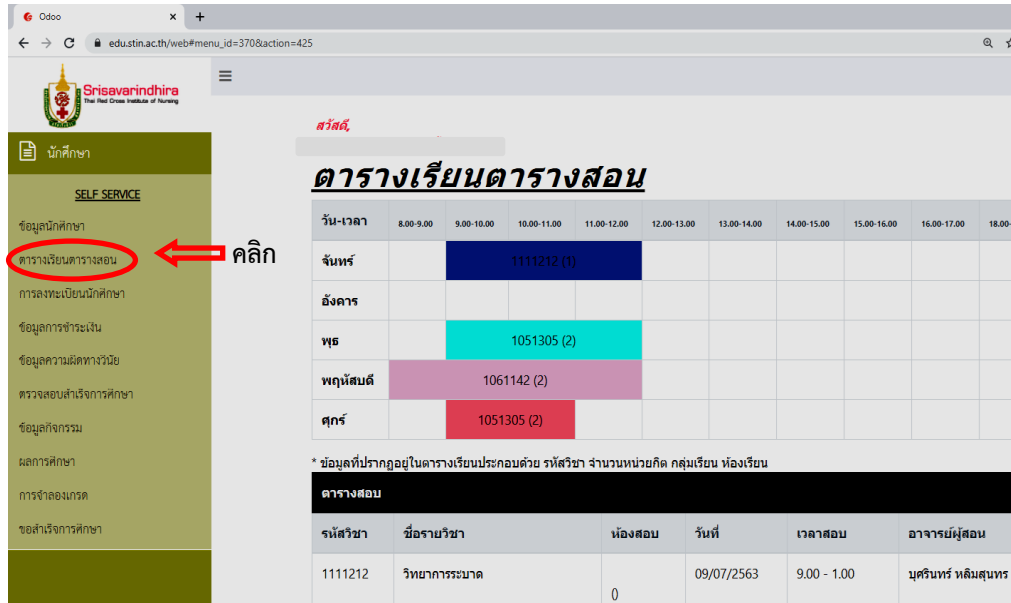 Odoo
edu.stin.ac.th/web#menu_id=370&action=425
Srisavarindhira
Thai Red Cross Institute of Nursing
นักศึกษา
SELF SERVICE
ข้อมูลนักศึกษา
ตารางเรียนตารางสอน
การลงทะเบียนนักศึกษา
ข้อมูลการชำระเงิน
ข้อมูลความผิดทางวินัย
ตรวจสอบสำเร็จการศึกษา
ข้อมูลกิจกรรม
ผลการศึกษา
การจำลองเกรด
ขอสำเร็จการศึกษา
คลิก
สวัสดี,
ตารางเรียนตารางสอน
วัน-เวลา 8.00-9.00 9.00-10.00 10.00-11.00 11.00-12.00 12.00-13.00 13.00-14.00 14.00-15.00 15.00-16.00 16.00-17.00 18.00-
จันทร์ 1111212 (1)
อังคาร
พุธ 1051305 (2)
พฤหัสบดี 1061142 (2)
ศุกร์ 1051305 (2)
* ข้อมูลที่ปรากฏอยู่ในตารางเรียนประกอบด้วย รหัสวิชา จำนวนหน่วยกิต กลุ่มเรียน ห้องเรียน
ตารางสอบ
รหัสวิชา ชื่อรายวิชา ห้องสอบ วันที่ เวลาสอบ อาจารย์ผู้สอน
1111212 วิทยาการระบาด 09/07/2563 9.00 - 1.00 บุศรินทร์ หลิมสุนทร
()